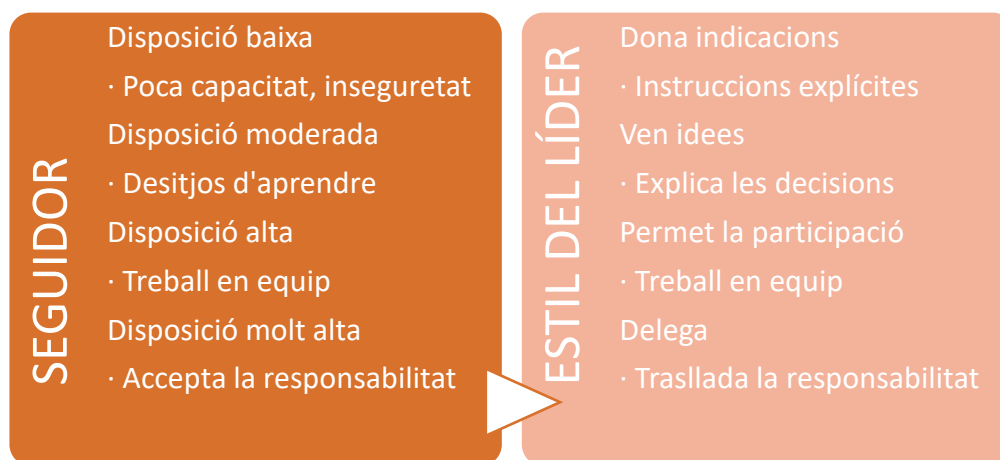 SEGUIDOR
Disposició baixa
· Poca capacitat, inseguretat
Disposició moderada
· Desitjos d'aprendre
Disposició alta
· Treball en equip
Disposició molt alta
· Accepta la responsabilitat
ESTIL DEL LÍDER
Dona indicacions
· Instruccions explícites
Ven idees
· Explica les decisions
Permet la participació
· Treball en equip
Delega
· Trasllada la responsabilitat